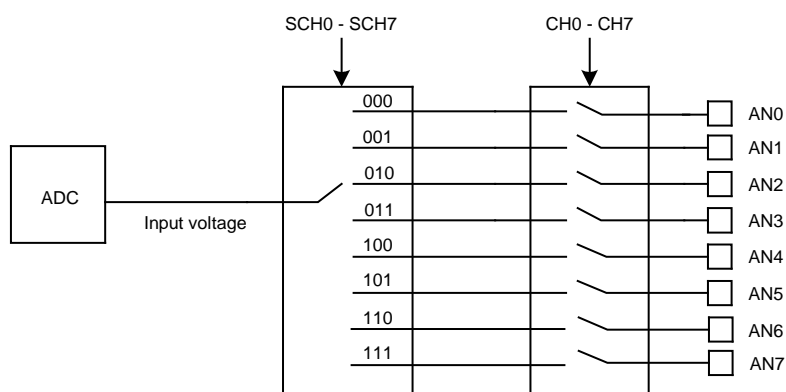 SCH0 - SCH7 CH0 - CH7
000 AN0
001 AN1
010 AN2
ADC
Input voltage
011 AN3
100 AN4
101 AN5
110 AN6
111 AN7